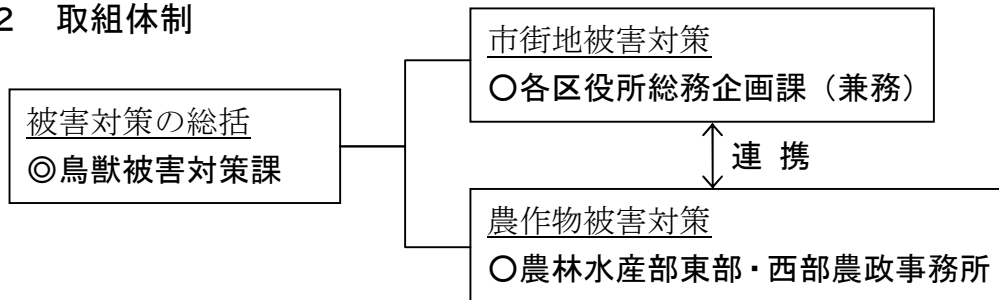 ２　取組体制
市街地被害対策
〇各区役所総務企画課（兼務）
被害対策の総括
◎鳥獣被害対策課
連 携
農作物被害対策
〇農林水産部東部・西部農政事務所